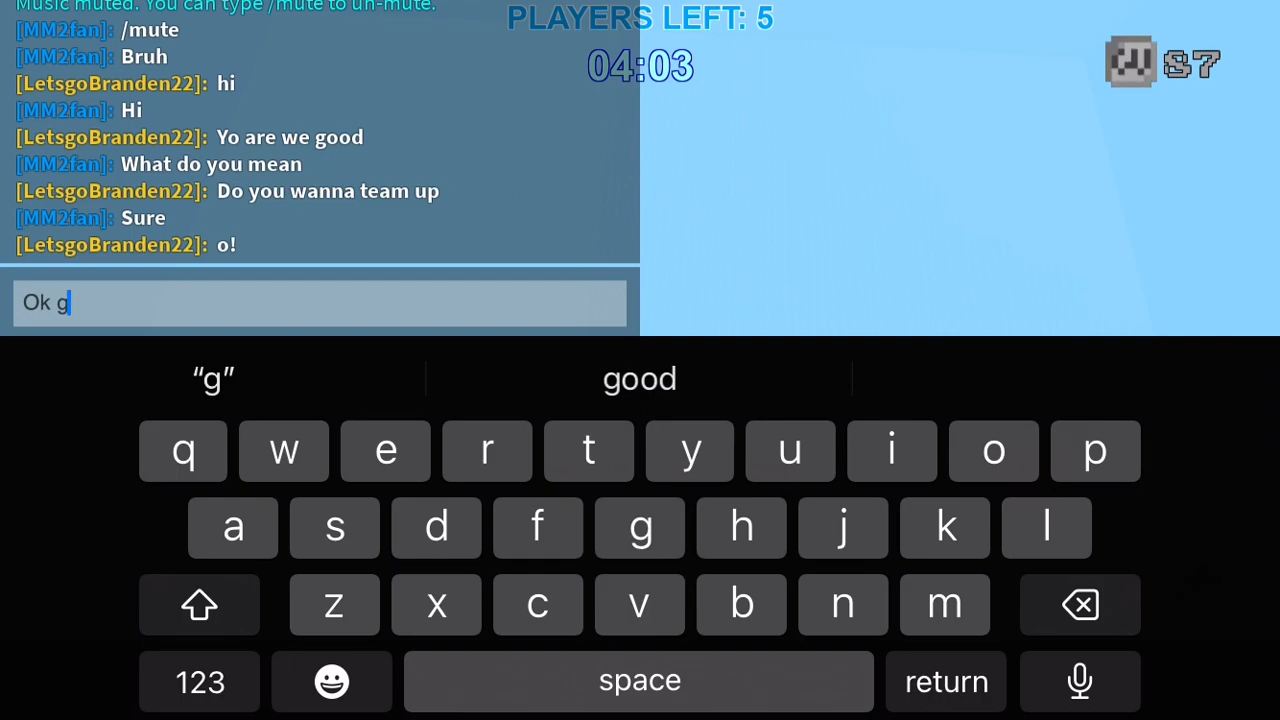 Music muted. You can type /mute to un-mute.
[MM2fan]: /mute
[MM2fan]: Bruh
[LetsgoBranden22]: hi
[MM2fan]: Hi
[LetsgoBranden22]: Yo are we good
[MM2fan]: What do you mean
[LetsgoBranden22]: Do you wanna team up
[MM2fan]: Sure
[LetsgoBranden22]: o!
Ok g
PLAYERS LEFT: 5
04:03
87
“g” good
q w e r t y u i o p
a s d f g h j k l
z x c v b n m
123 space return